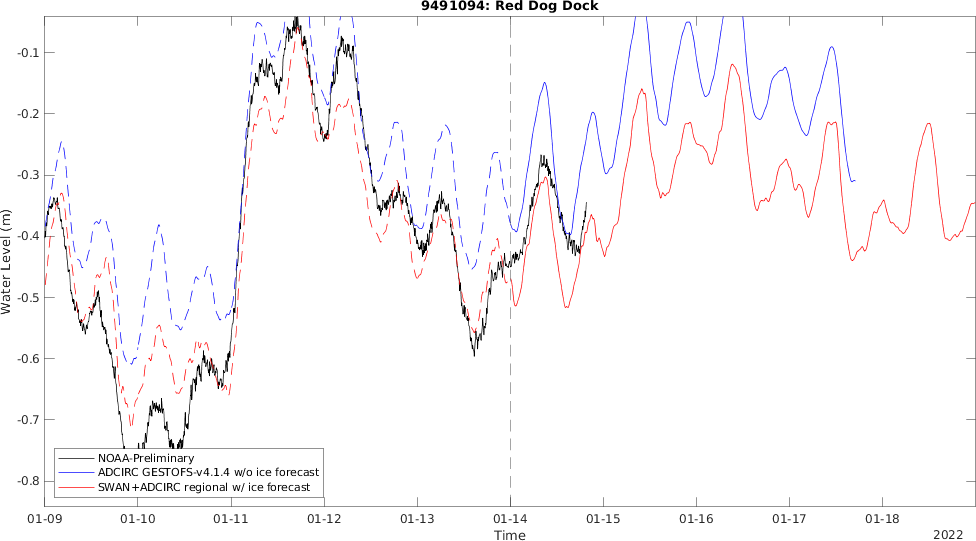 9491094: Red Dog Dock
Water Level (m)
-0.1
-0.2
-0.3
-0.4
-0.5
-0.6
-0.7
-0.8
NOAA-Preliminary
ADCIRC GESTOFS-v4.1.4 w/o ice forecast
SWAN+ADCIRC regional w/ ice forecast
01-09 01-10 01-11 01-12 01-13 01-14 01-15 01-16 01-17 01-18
Time
2022